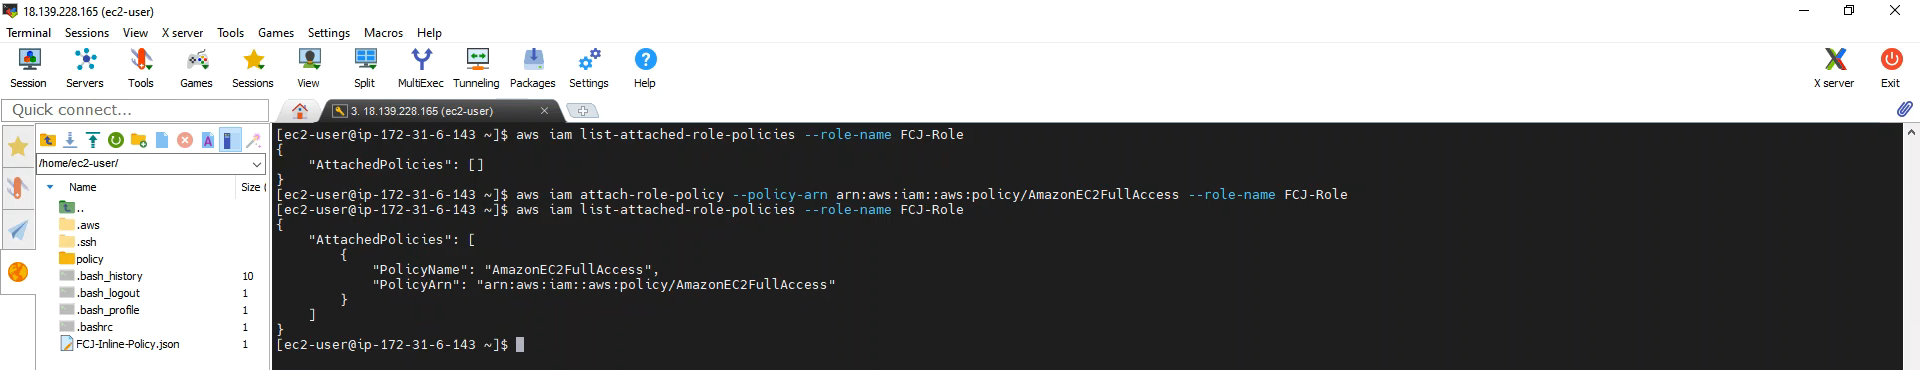 18.139.228.165 (ec2-user)
Terminal Sessions View X server Tools Games Settings Macros Help
Session Servers Tools Games Sessions View Split MultiExec Tunneling Packages Settings Help X server Exit
Quick connect...
3. 18.139.228.165 (ec2-user)
/home/ec2-user/
Name Size (
..
.aws
.ssh
policy
.bash_history 10
.bash_logout 1
.bash_profile 1
.bashrc 1
FCJ-Inline-Policy.json 1
[ec2-user@ip-172-31-6-143 ~]$ aws iam list-attached-role-policies --role-name FCJ-Role
{
    "AttachedPolicies": []
}
[ec2-user@ip-172-31-6-143 ~]$ aws iam attach-role-policy --policy-arn arn:aws:iam::aws:policy/AmazonEC2FullAccess --role-name FCJ-Role
[ec2-user@ip-172-31-6-143 ~]$ aws iam list-attached-role-policies --role-name FCJ-Role
{
    "AttachedPolicies": [
        {
            "PolicyName": "AmazonEC2FullAccess",
            "PolicyArn": "arn:aws:iam::aws:policy/AmazonEC2FullAccess"
        }
    ]
}
[ec2-user@ip-172-31-6-143 ~]$